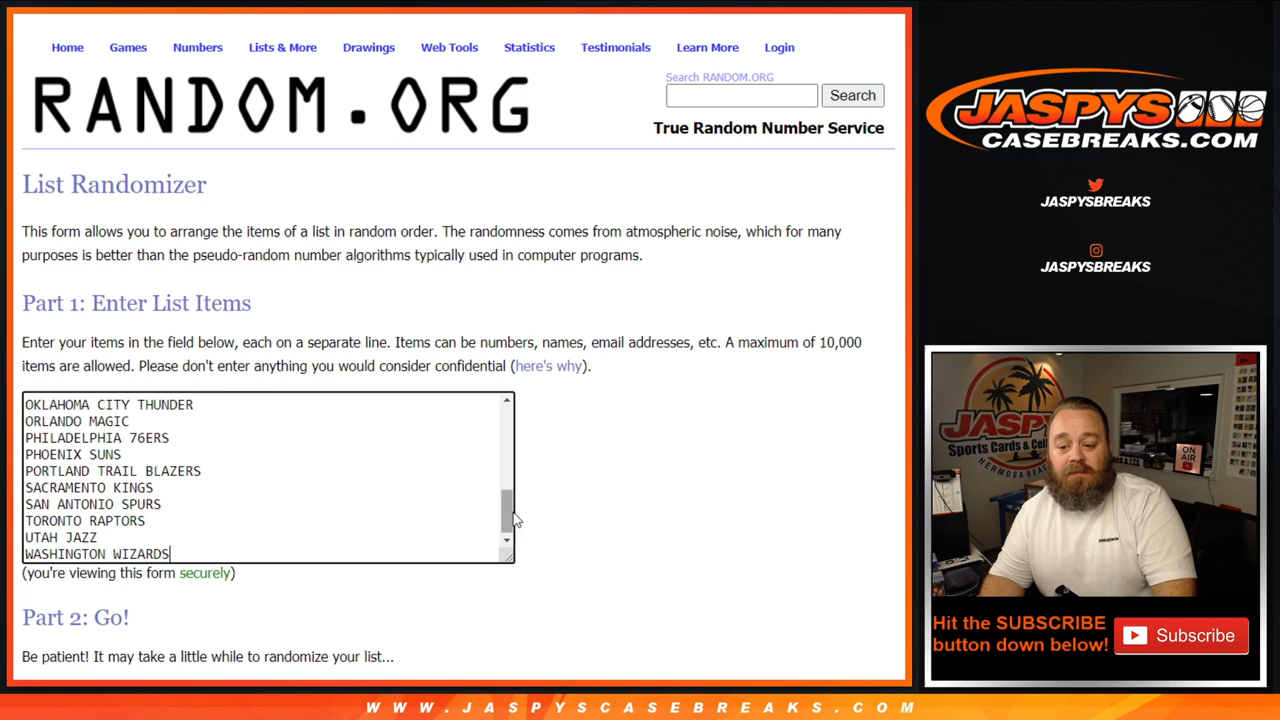 Home Games Numbers Lists & More Drawings Web Tools Statistics Testimonials Learn More Login
RANDOM.ORG
Search RANDOM.ORG
Search
True Random Number Service
List Randomizer
This form allows you to arrange the items of a list in random order. The randomness comes from atmospheric noise, which for many
purposes is better than the pseudo-random number algorithms typically used in computer programs.
Part 1: Enter List Items
Enter your items in the field below, each on a separate line. Items can be numbers, names, email addresses, etc. A maximum of 10,000
items are allowed. Please don't enter anything you would consider confidential (here's why).
OKLAHOMA CITY THUNDER
ORLANDO MAGIC
PHILADELPHIA 76ERS
PHOENIX SUNS
PORTLAND TRAIL BLAZERS
SACRAMENTO KINGS
SAN ANTONIO SPURS
TORONTO RAPTORS
UTAH JAZZ
WASHINGTON WIZARDS
(you're viewing this form securely)
Part 2: Go!
Be patient! It may take a little while to randomize your list...
JASPYS
CASEBREAKS.COM
JASPYSBREAKS
JASPYSBREAKS
JASPY
Sports Cards & Col
HERMOSA BEAC
ON
AIR
Hit the SUBSCRIBE
button down below!
Subscribe
WWW.JASPYSCASEBREAKS.COM